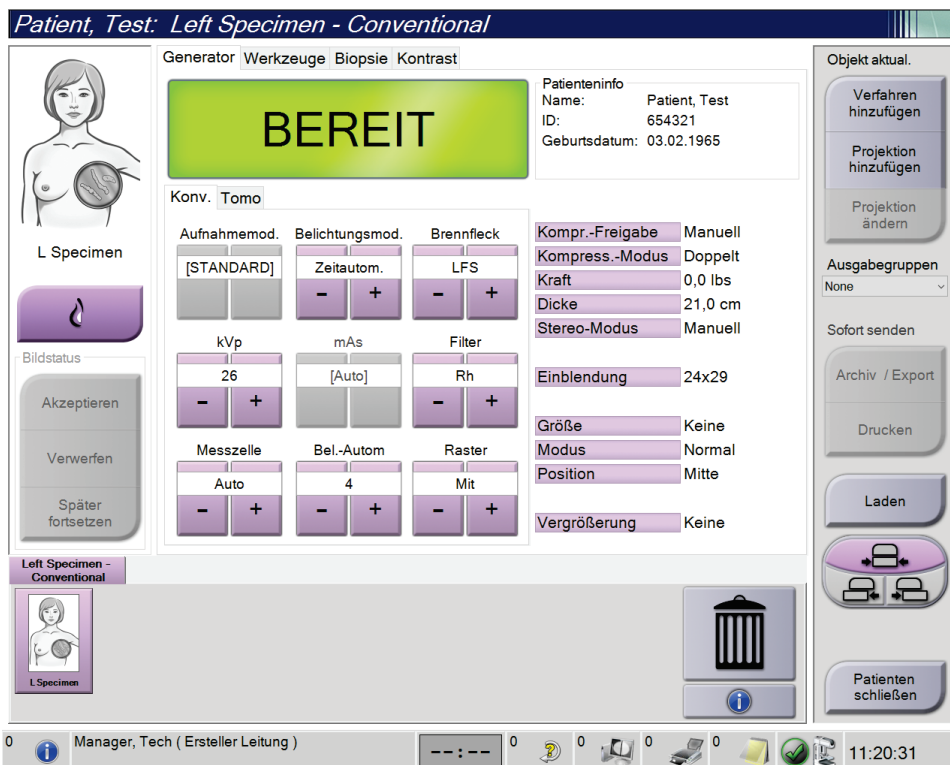 Patient, Test: Left Specimen - Conventional
L Specimen
Bildstatus
Akzeptieren
Verwerfen
Später
fortsetzen
Generator Werkzeuge Biopsie Kontrast
BEREIT
Patienteninfo
Name: Patient, Test
ID: 654321
Geburtsdatum: 03.02.1965
Konv. Tomo
Aufnahmemod. Belichtungsmod. Brennfleck
[STANDARD] Zeitautom. LFS
- + - +
kVp mAs Filter
26 [Auto] Rh
- + - +
Messzelle Bel.-Autom Raster
Auto 4 Mit
- + - + - +
Kompr.-Freigabe Manuell
Kompress.-Modus Doppelt
Kraft 0,0 lbs
Dicke 21,0 cm
Stereo-Modus Manuell
Einblendung 24x29
Größe Keine
Modus Normal
Position Mitte
Vergrößerung Keine
Objekt aktual.
Verfahren
hinzufügen
Projektion
hinzufügen
Projektion
ändern
Ausgabegruppen
None
Sofort senden
Archiv / Export
Drucken
Laden
Patienten
schließen
Left Specimen -
Conventional
L Specimen
0 Manager, Tech ( Ersteller Leitung ) --:-- 0 0 0 0 11:20:31